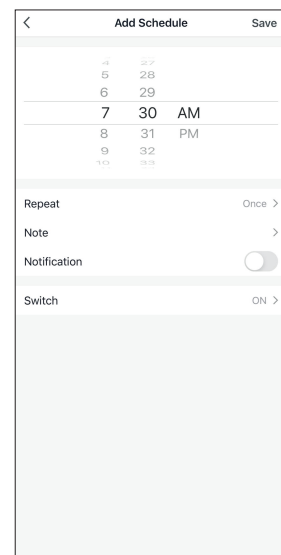 Add Schedule Save
4 27
5 28
6 29
7 30 AM
8 31 PM
9 32
10 33
Repeat Once
Note
Notification
Switch ON